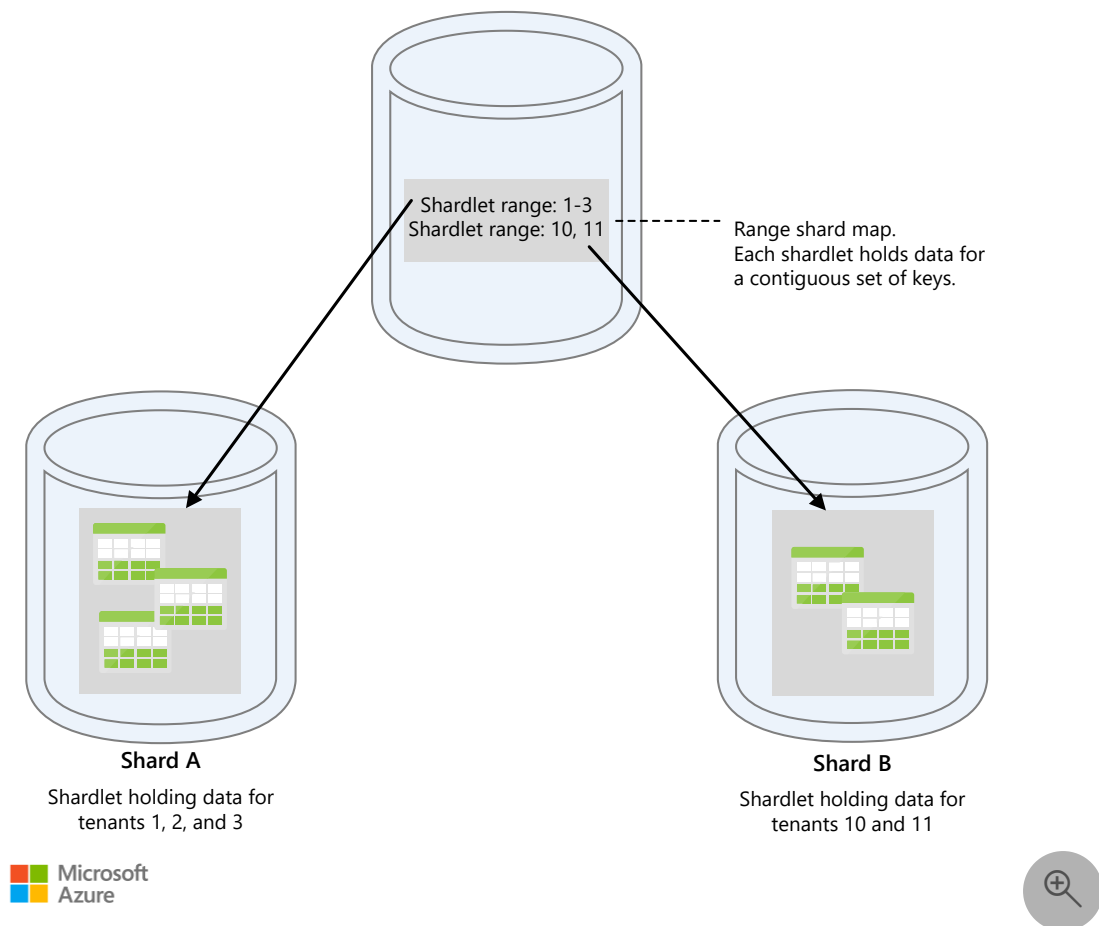 Shardlet range: 1-3
Shardlet range: 10, 11
Range shard map.
Each shardlet holds data for
a contiguous set of keys.
Shard A
Shardlet holding data for
tenants 1, 2, and 3
Shard B
Shardlet holding data for
tenants 10 and 11
Microsoft
Azure